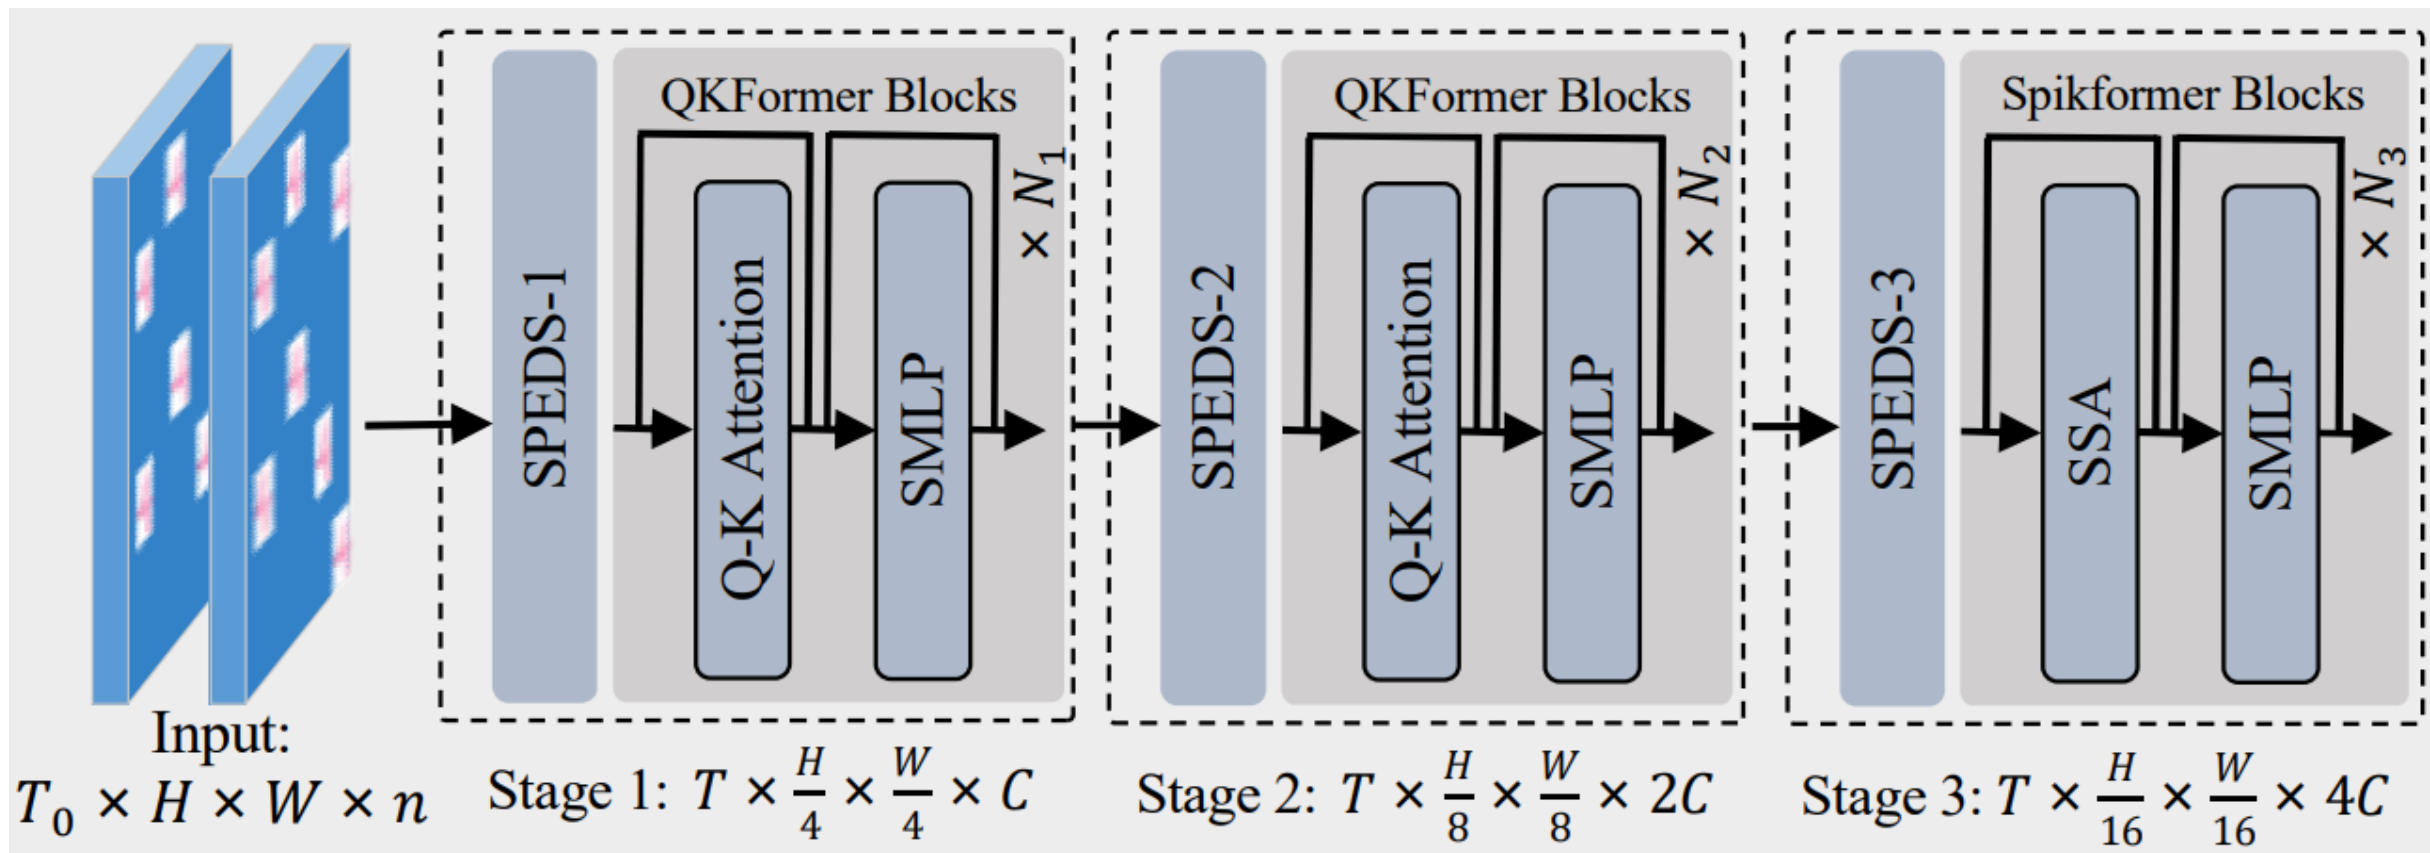 QKFormer Blocks
SPEDS-1
Q-K Attention
SMLP
× N₁
QKFormer Blocks
SPEDS-2
Q-K Attention
SMLP
× N₂
Spikformer Blocks
SPEDS-3
SSA
SMLP
× N₃
Input:
T₀ × H × W × n
Stage 1: T × H/4 × W/4 × C
Stage 2: T × H/8 × W/8 × 2C
Stage 3: T × H/16 × W/16 × 4C